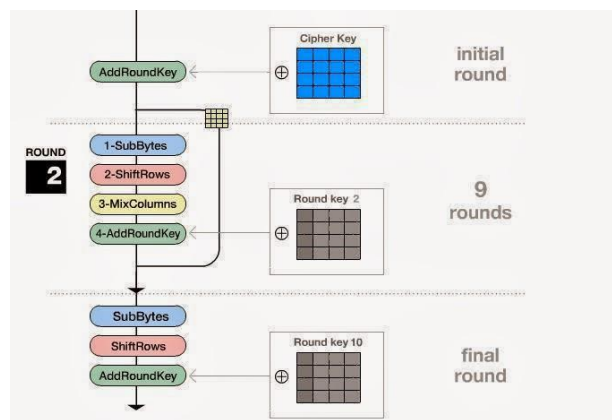 Cipher Key
AddRoundKey
⊕
initial
round
ROUND
2
1-SubBytes
2-ShiftRows
3-MixColumns
4-AddRoundKey
Round key 2
⊕
9
rounds
SubBytes
ShiftRows
AddRoundKey
Round key 10
⊕
final
round